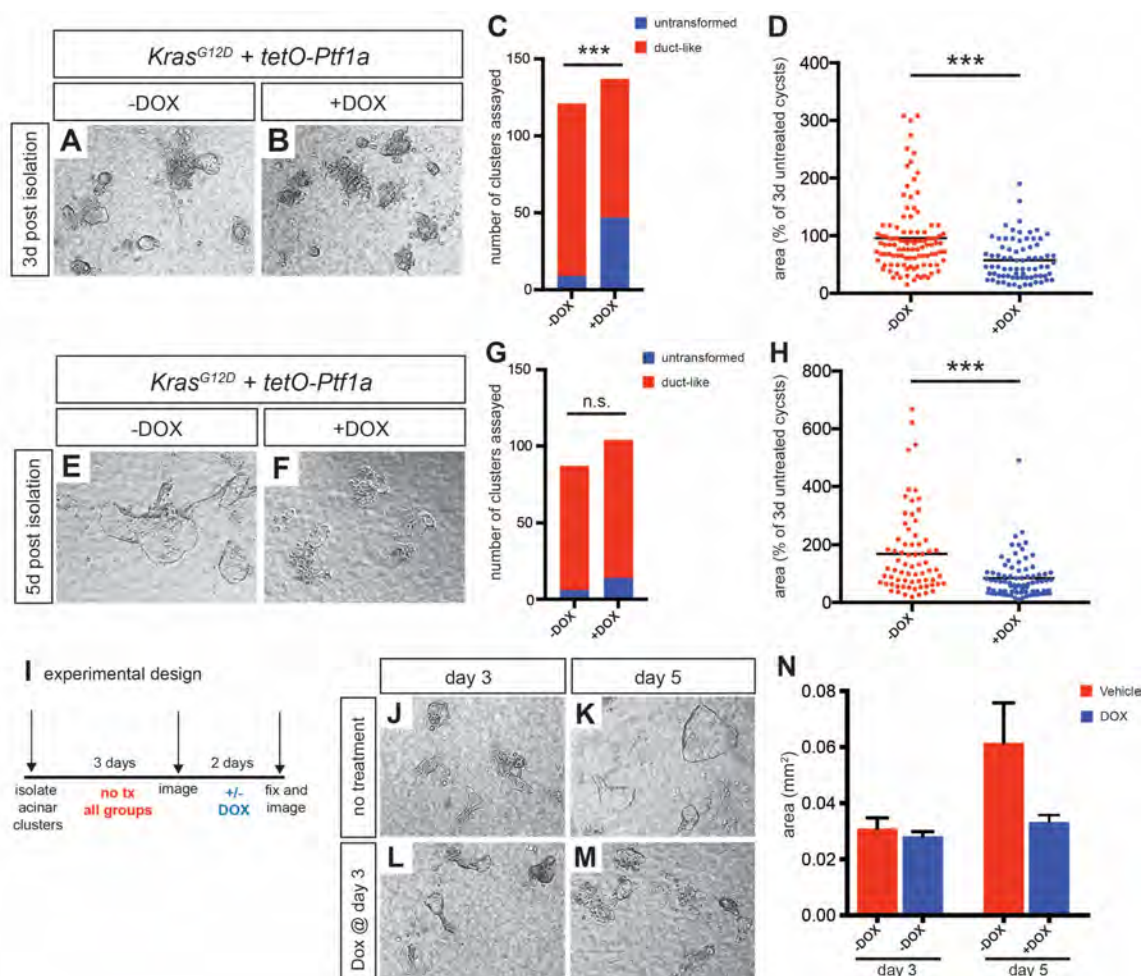 Kras^G12D + tetO-Ptf1a
-DOX
+DOX
3d post isolation
A
B
C
untransformed
duct-like
***
number of clusters assayed
150
100
50
0
-DOX
+DOX
D
***
area (% of 3d untreated cycsts)
400
300
200
100
0
-DOX
+DOX
Kras^G12D + tetO-Ptf1a
-DOX
+DOX
5d post isolation
E
F
G
untransformed
duct-like
n.s.
number of clusters assayed
150
100
50
0
-DOX
+DOX
H
***
area (% of 3d untreated cycsts)
800
600
400
200
0
-DOX
+DOX
I experimental design
3 days
2 days
isolate
acinar
clusters
no tx
all groups
image
+/-
DOX
fix and
image
day 3
day 5
no treatment
J
K
Dox @ day 3
L
M
N
Vehicle
DOX
area (mm²)
0.08
0.06
0.04
0.02
0.00
-DOX
-DOX
-DOX
+DOX
day 3
day 5